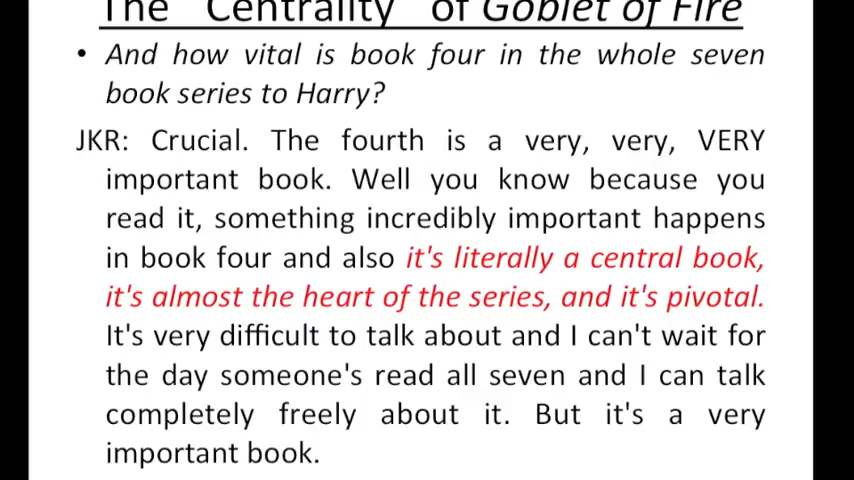 The "Centrality" of Goblet of Fire
• And how vital is book four in the whole seven
book series to Harry?
JKR: Crucial. The fourth is a very, very, VERY
important book. Well you know because you
read it, something incredibly important happens
in book four and also it's literally a central book,
it's almost the heart of the series, and it's pivotal.
It's very difficult to talk about and I can't wait for
the day someone's read all seven and I can talk
completely freely about it. But it's a very
important book.